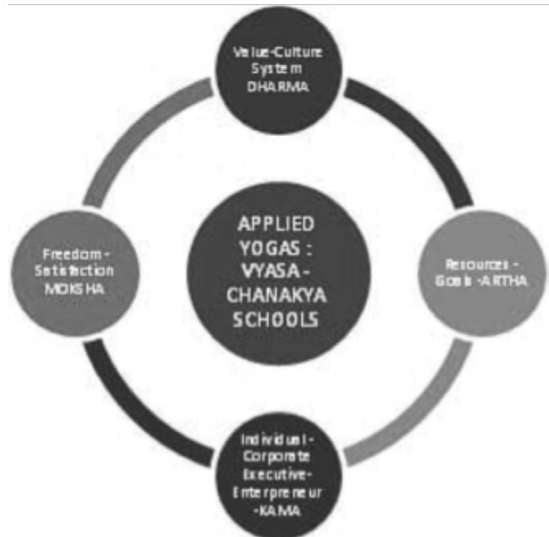 Value-Culture
System
DHARMA
APPLIED
YOGAS :
VYASA -
CHANAKYA
SCHOOLS
Freedom -
Satisfaction
MOKSHA
Resources -
Goals -ARTHA
Individual -
Corporate
Executive-
Enterpreneur
-KAMA